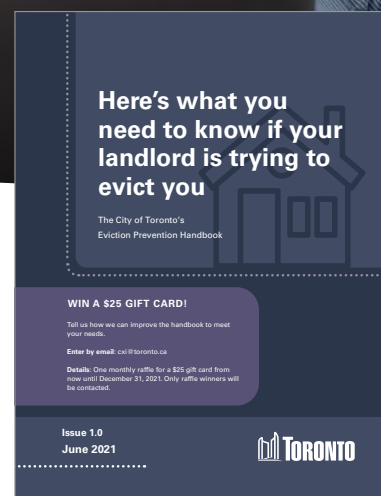 Here's what you
need to know if your
landlord is trying to
evict you
The City of Toronto's
Eviction Prevention Handbook
WIN A $25 GIFT CARD!
Tell us how we can improve the handbook to meet
your needs.
Enter by email: cxi@toronto.ca
Details: One monthly raffle for a $25 gift card from
now until December 31, 2021. Only raffle winners will
be contacted.
Issue 1.0
June 2021
TORONTO